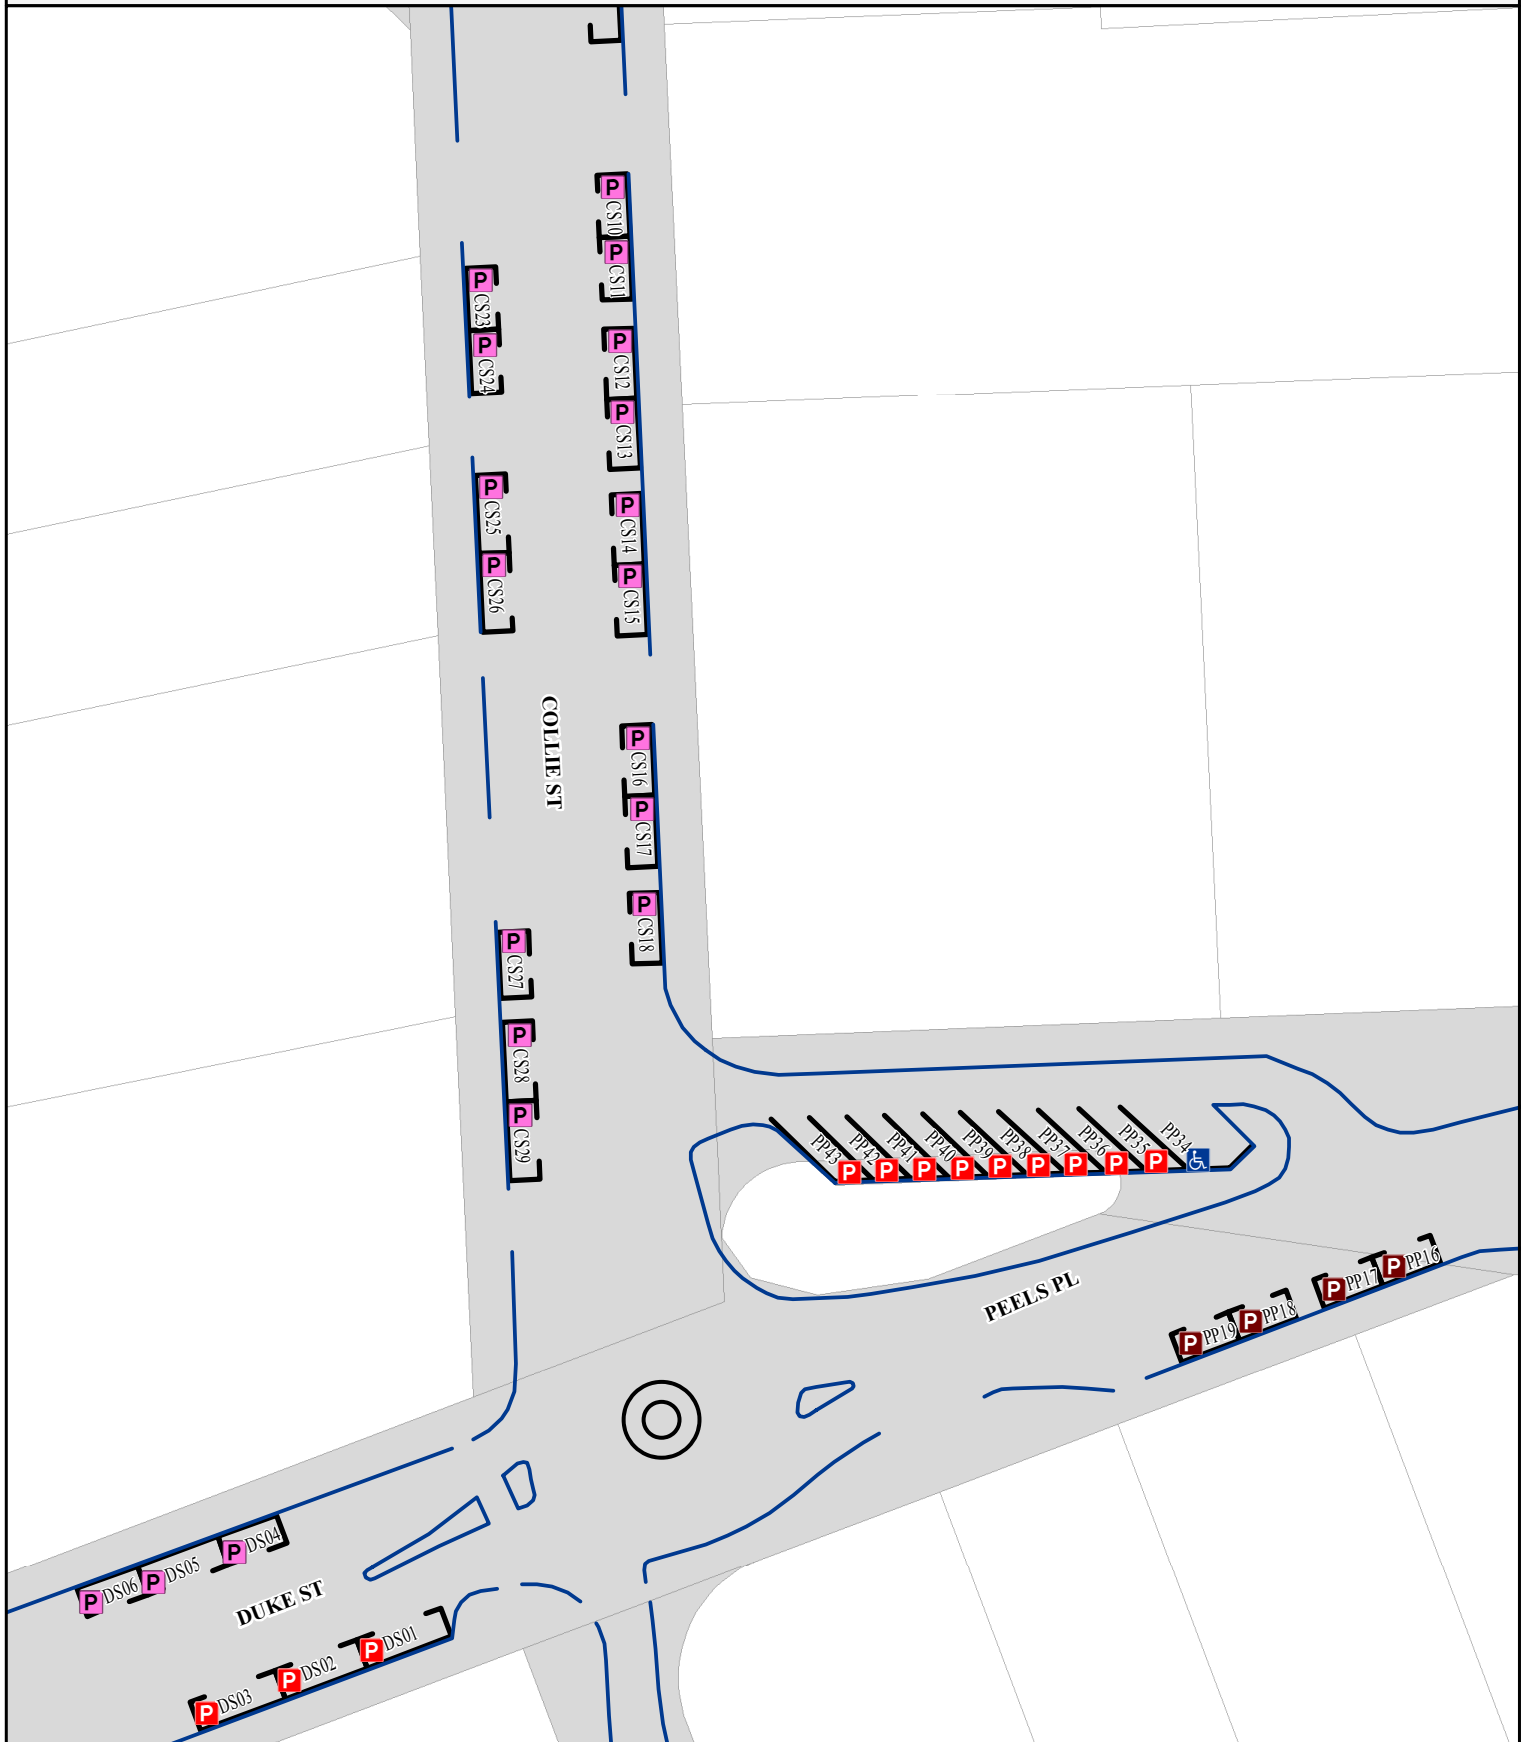 P
CS10
P
CS11
P
CS23
P
CS24
P
CS12
P
CS13
P
CS25
P
CS26
P
CS14
P
CS15
COLLIE ST
P
CS16
P
CS17
P
CS18
P
CS27
P
CS28
P
CS29
PP43
PP42
PP41
PP40
PP39
PP38
PP37
PP36
PP35
PP34
P
P
P
P
P
P
P
P
P
PEELS PL
P PP19
P PP18
P PP17
P PP16
P DS06
P DS05
P DS04
DUKE ST
P DS03
P DS02
P DS01